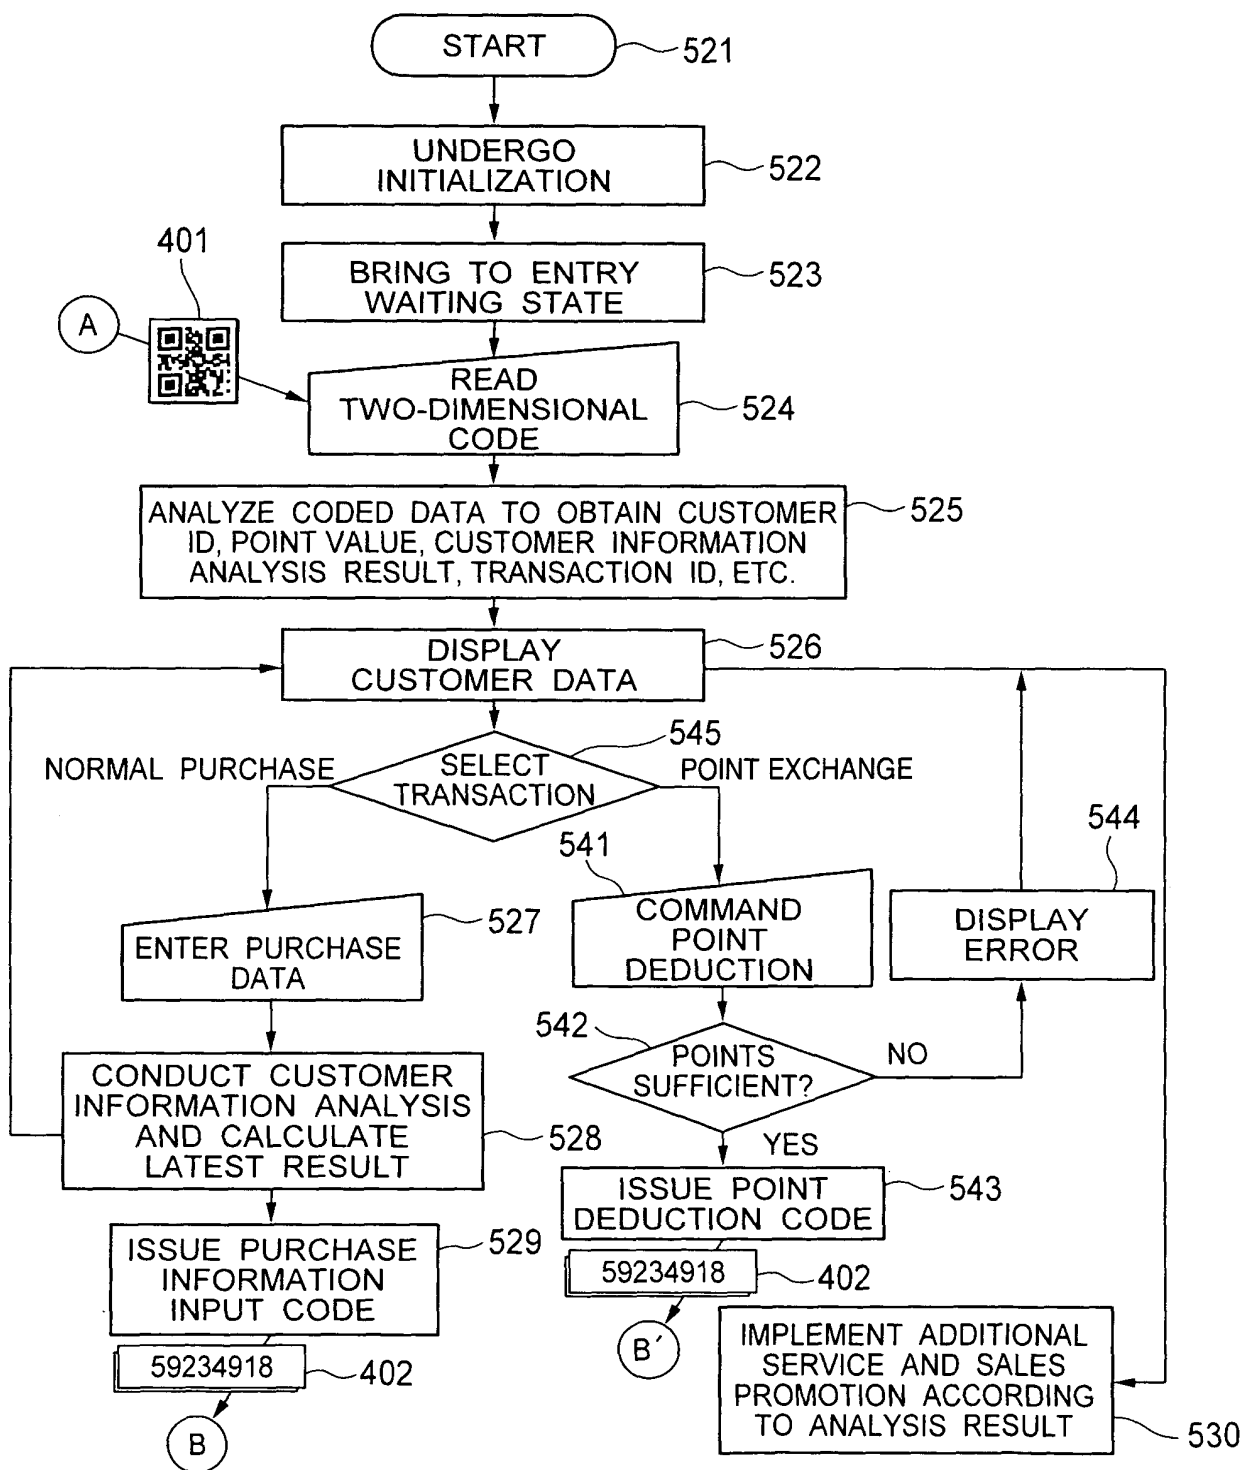 START
521
UNDERGO
INITIALIZATION
522
401
BRING TO ENTRY
WAITING STATE
523
A
READ
TWO-DIMENSIONAL
CODE
524
ANALYZE CODED DATA TO OBTAIN CUSTOMER
ID, POINT VALUE, CUSTOMER INFORMATION
ANALYSIS RESULT, TRANSACTION ID, ETC.
525
DISPLAY
CUSTOMER DATA
526
545
NORMAL PURCHASE
SELECT
TRANSACTION
POINT EXCHANGE
541
544
ENTER PURCHASE
DATA
527
COMMAND
POINT
DEDUCTION
DISPLAY
ERROR
542
POINTS
SUFFICIENT?
NO
YES
CONDUCT CUSTOMER
INFORMATION ANALYSIS
AND CALCULATE
LATEST RESULT
528
ISSUE POINT
DEDUCTION CODE
543
ISSUE PURCHASE
INFORMATION
INPUT CODE
529
59234918
402
B′
59234918
402
B
IMPLEMENT ADDITIONAL
SERVICE AND SALES
PROMOTION ACCORDING
TO ANALYSIS RESULT
530